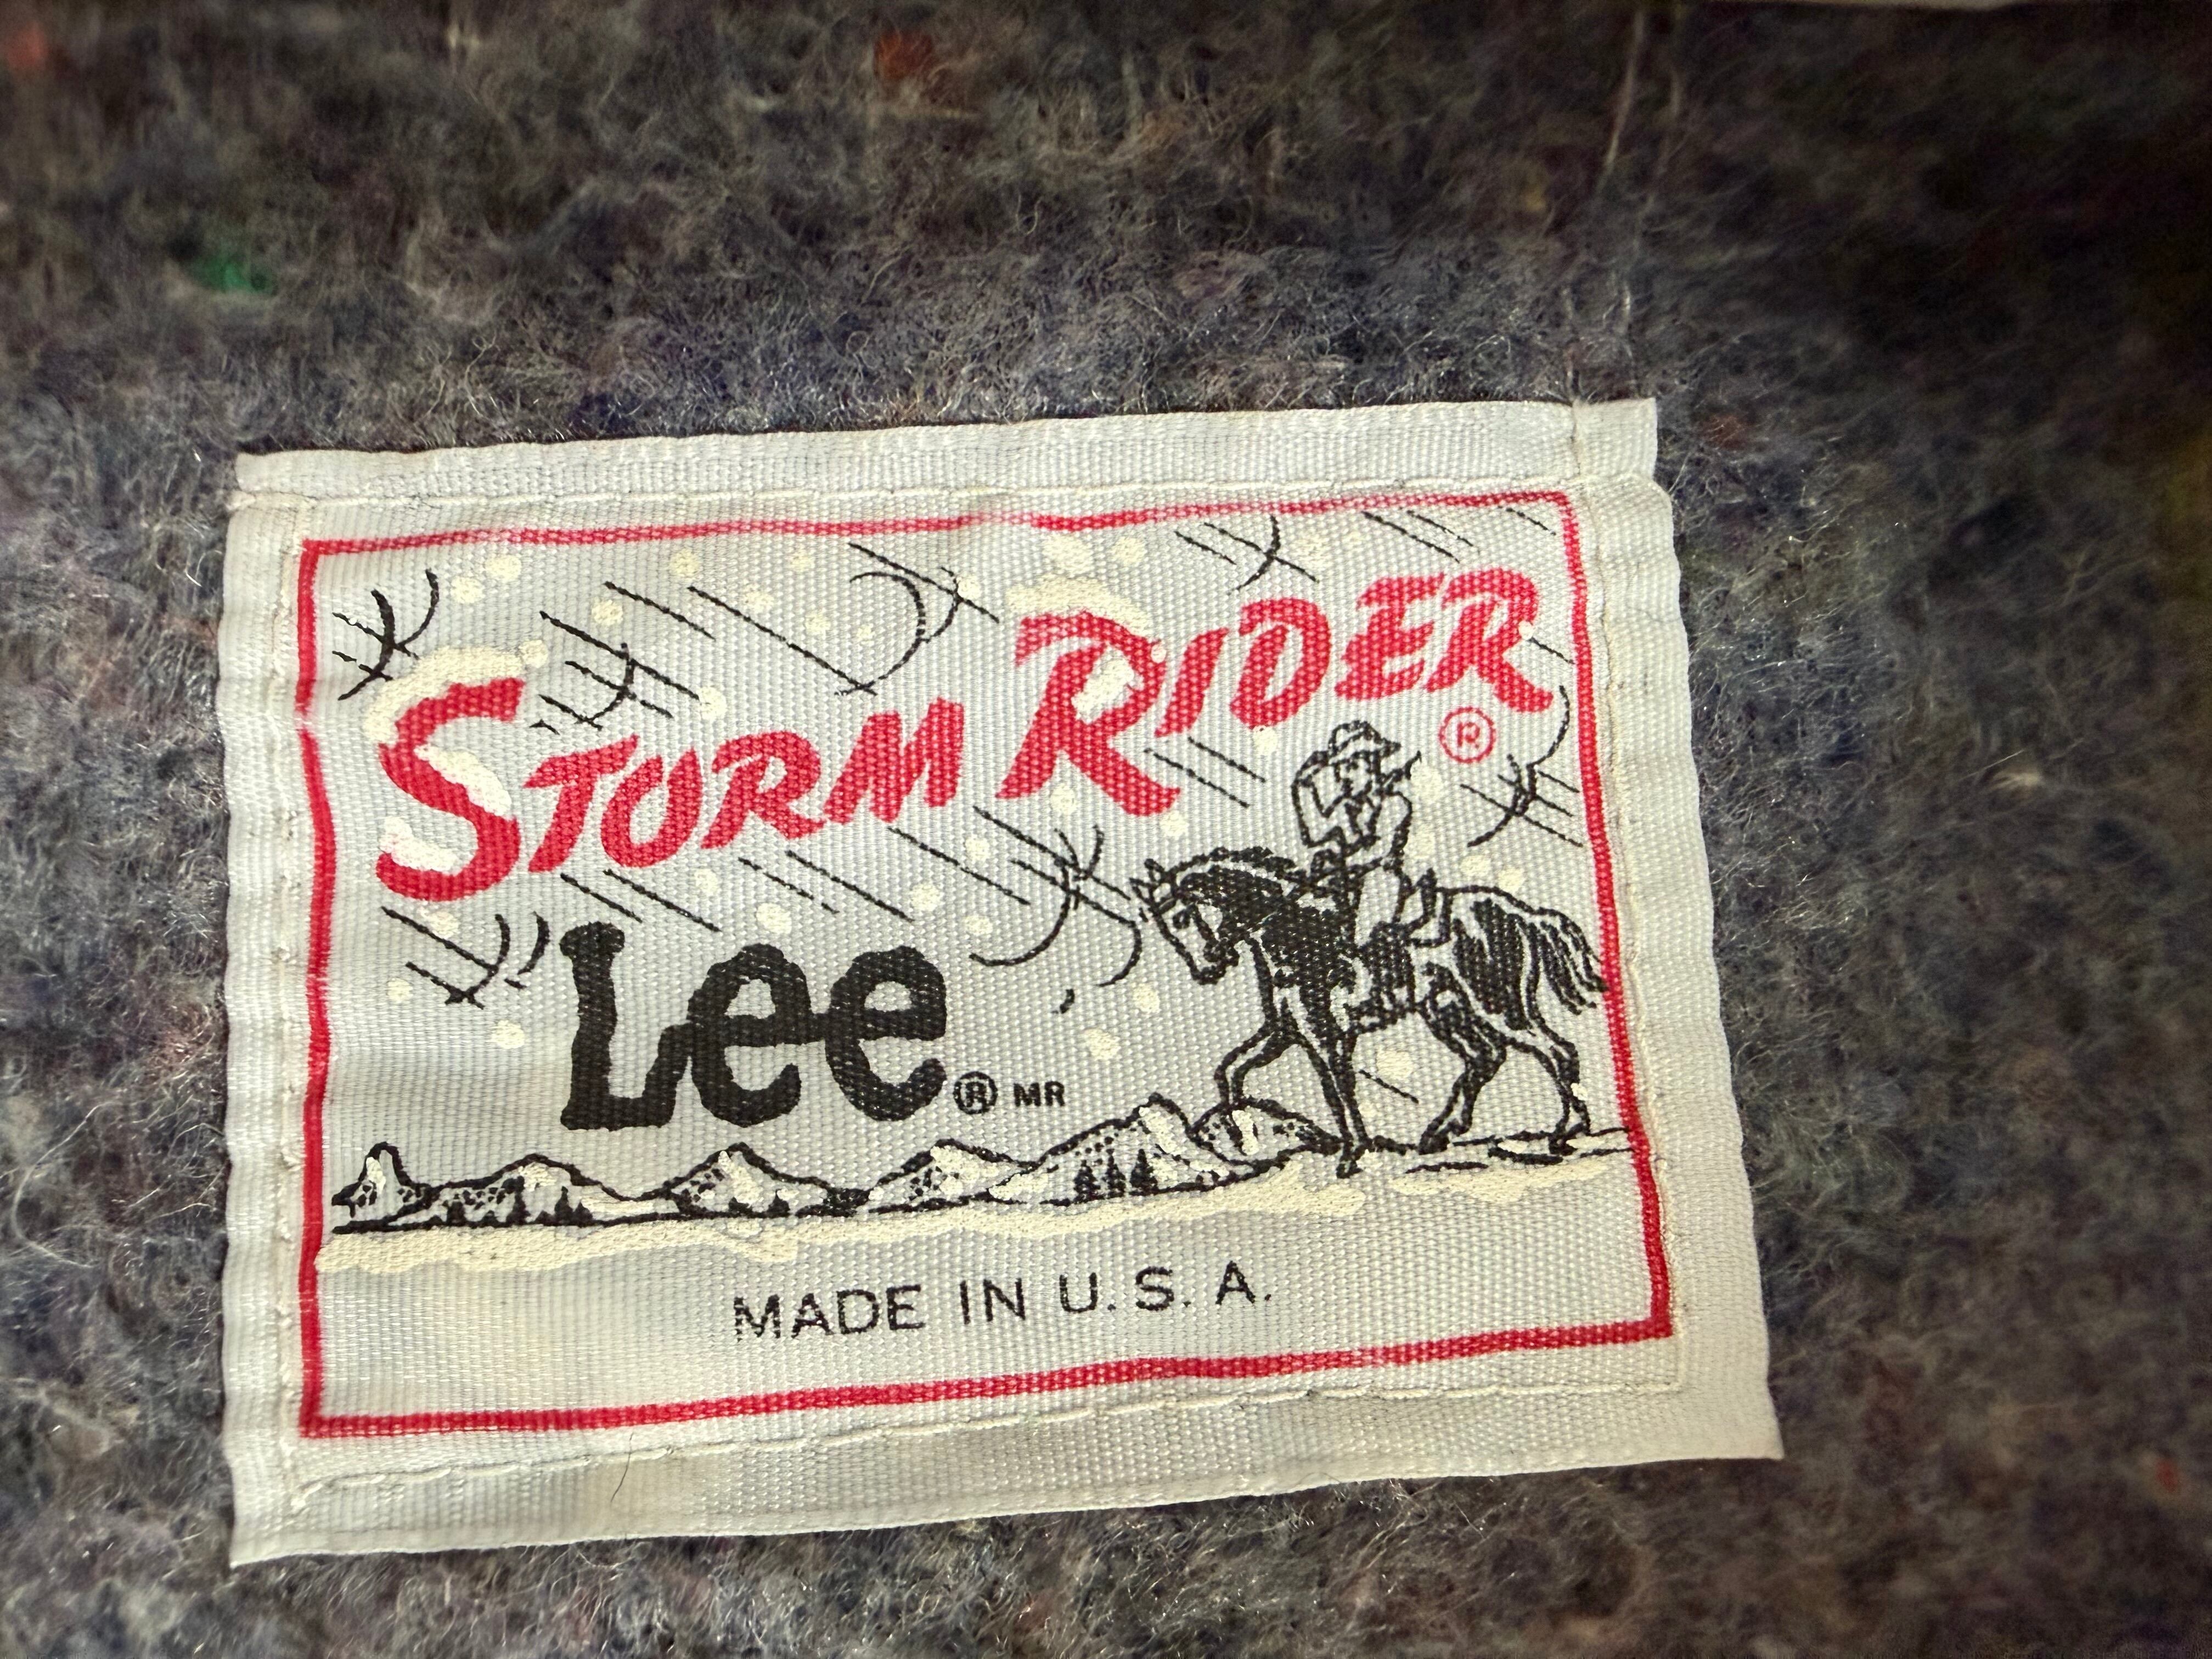 STORM RIDER ®
Lee ® MR
MADE IN U.S.A.